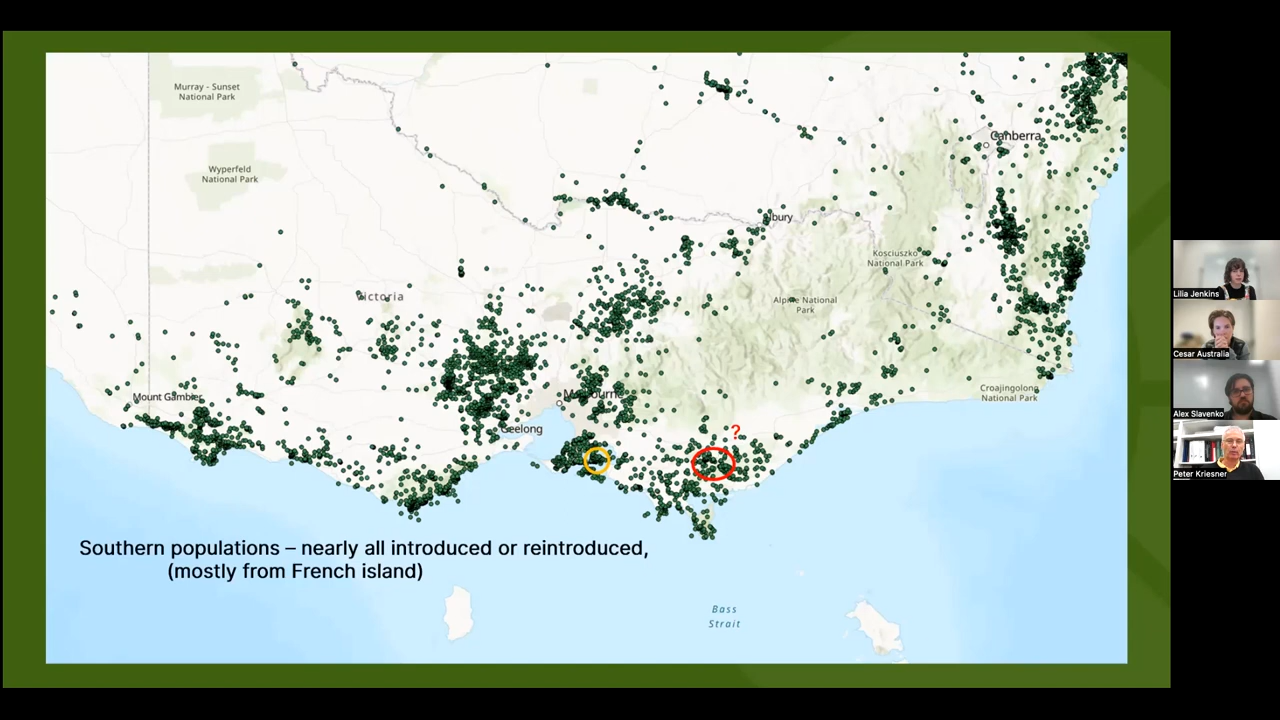 Murray - Sunset
National Park
Wyperfeld
National Park
Canberra
bury
Kosciuszko
National Park
Victoria
Alpine National
Park
Croajingolong
National Park
Mount Gambier
Melbourne
Geelong
?
Southern populations – nearly all introduced or reintroduced,
(mostly from French island)
Bass
Strait
Lilia Jenkins
Cesar Australia
Alex Slavenko
Peter Kriesner